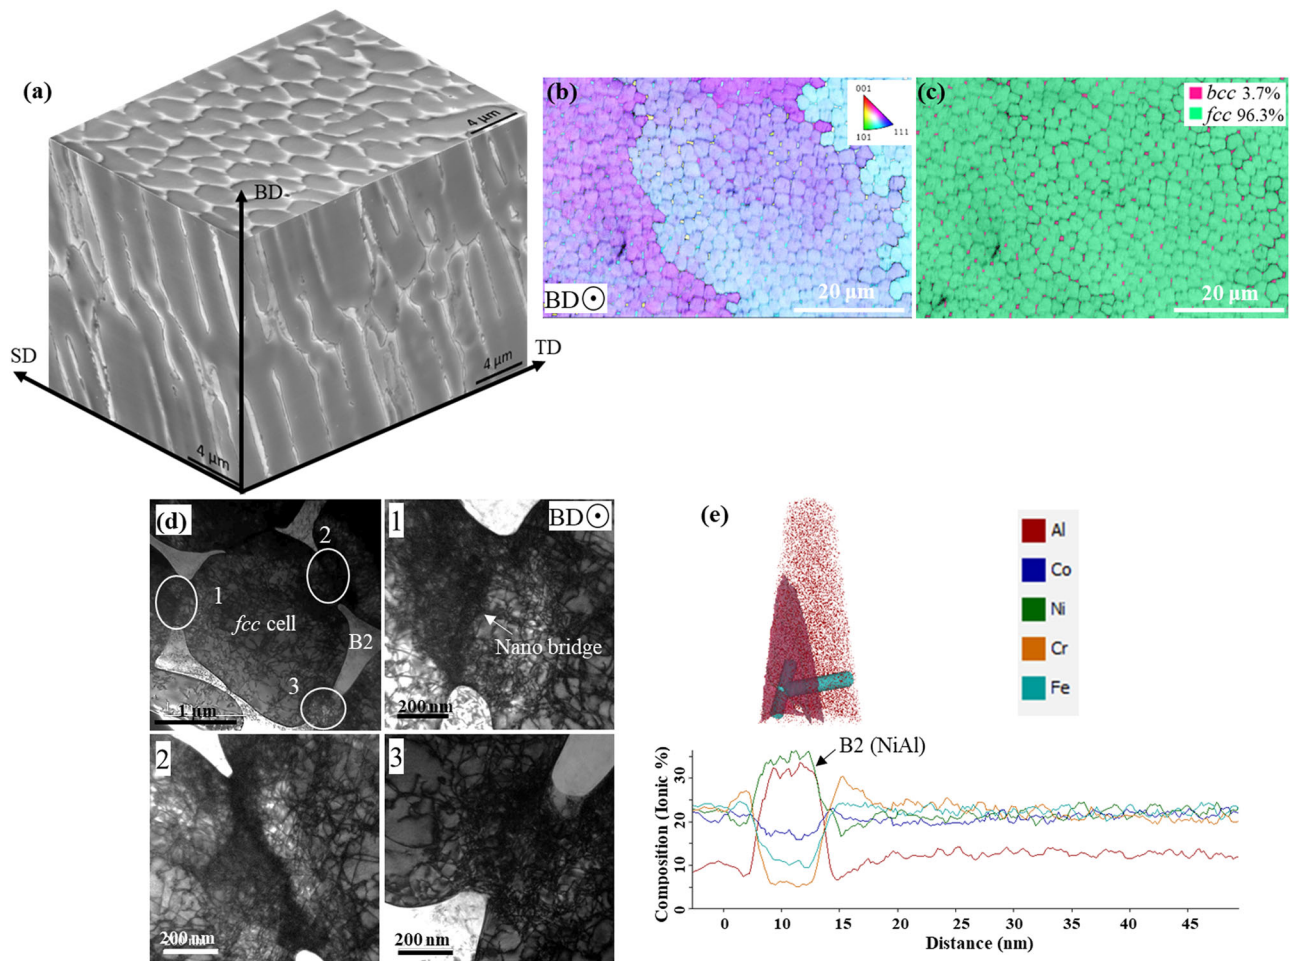 (a)
4 μm
BD
SD
TD
4 μm
4 μm
(b)
001
101
111
BD
20 μm
(c)
bcc 3.7%
fcc 96.3%
20 μm
(d)
2
1
fcc cell
B2
3
1 μm
1
BD
Nano bridge
200 nm
2
200 nm
3
200 nm
(e)
Al
Co
Ni
Cr
Fe
B2 (NiAl)
Composition (Ionic %)
30
20
10
0
0 5 10 15 20 25 30 35 40 45
Distance (nm)